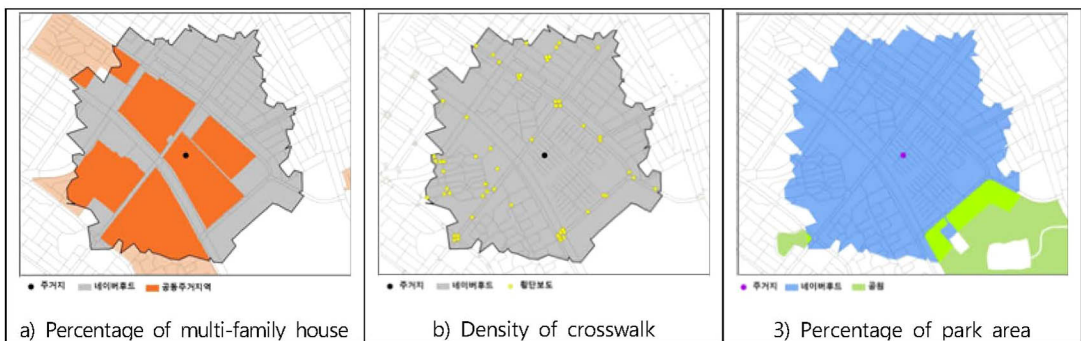 주거지 네이버후드 공동주거지역
주거지 네이버후드 횡단보도
주거지 네이버후드 공원
a) Percentage of multi-family house
b) Density of crosswalk
3) Percentage of park area